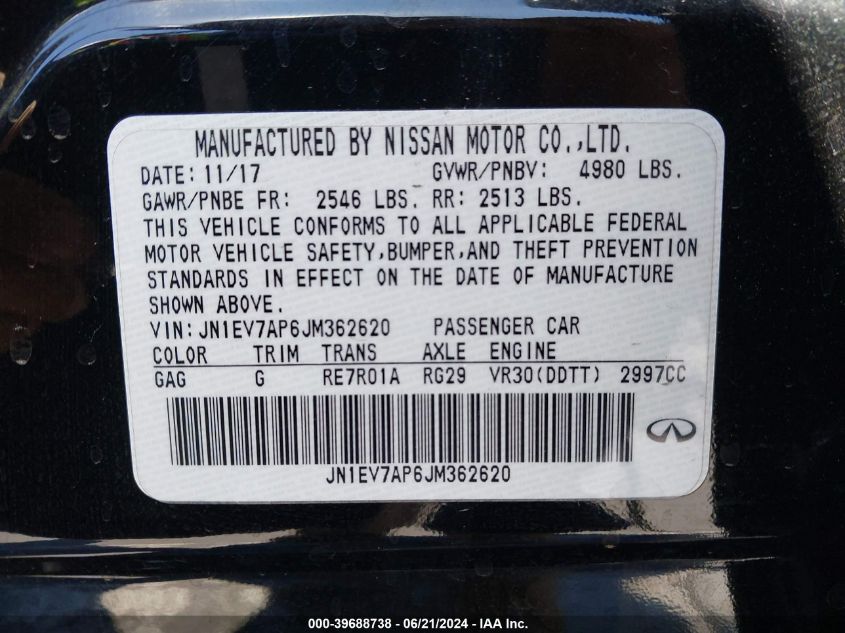 MANUFACTURED BY NISSAN MOTOR CO.,LTD.
DATE: 11/17 GVWR/PNBV: 4980 LBS.
GAWR/PNBE FR: 2546 LBS. RR: 2513 LBS.
THIS VEHICLE CONFORMS TO ALL APPLICABLE FEDERAL
MOTOR VEHICLE SAFETY,BUMPER,AND THEFT PREVENTION
STANDARDS IN EFFECT ON THE DATE OF MANUFACTURE
SHOWN ABOVE.
VIN:JN1EV7AP6JM362620 PASSENGER CAR
COLOR TRIM TRANS AXLE ENGINE
GAG G RE7R01A RG29 VR30(DDTT) 2997CC
JN1EV7AP6JM362620
000-39688738 - 06/21/2024 - IAA Inc.